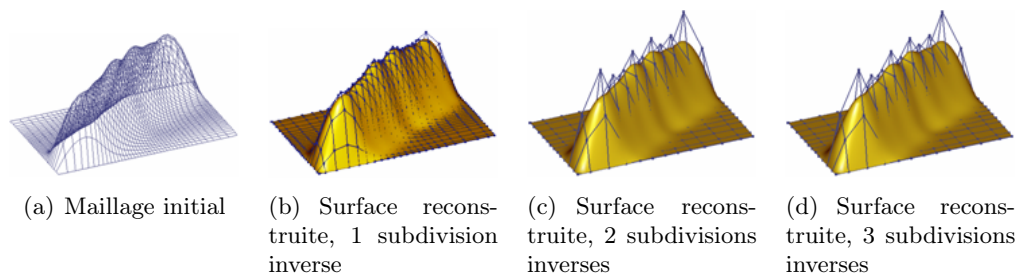 (a) Maillage initial
(b) Surface recons-
truite, 1 subdivision
inverse
(c) Surface recons-
truite, 2 subdivisions
inverses
(d) Surface recons-
truite, 3 subdivisions
inverses